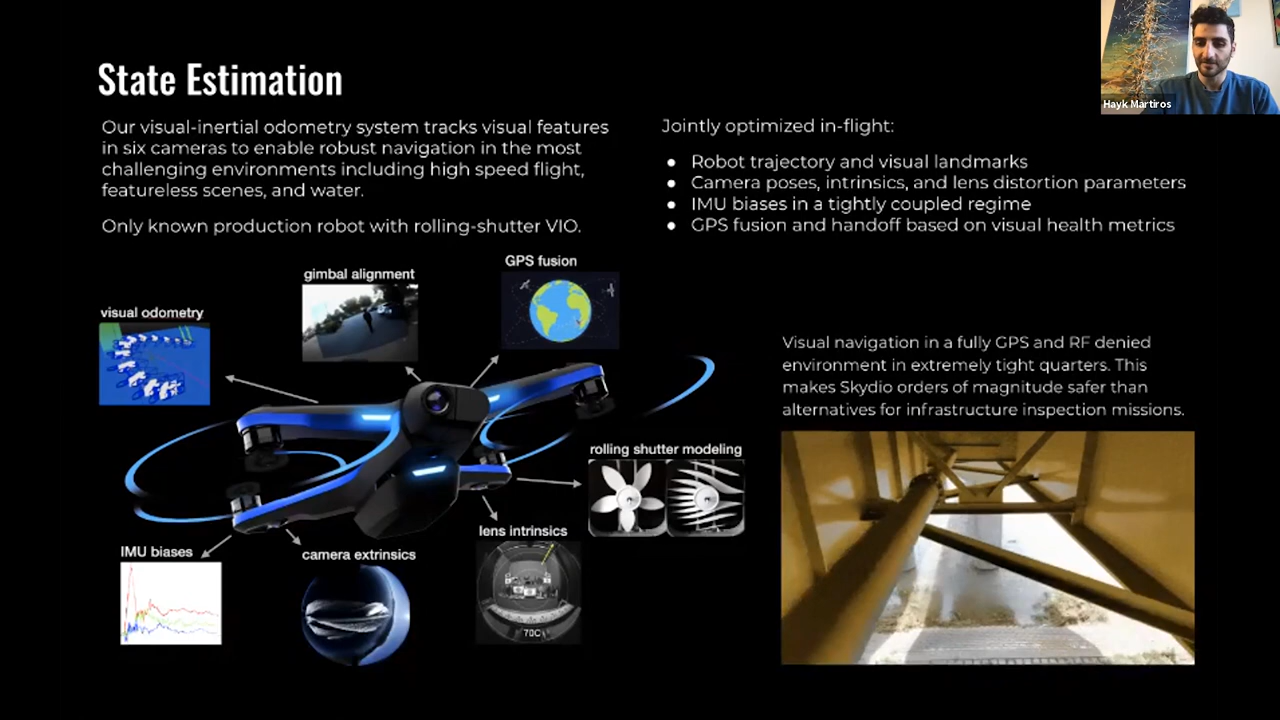 Hayk Martiros
State Estimation
Our visual-inertial odometry system tracks visual features
in six cameras to enable robust navigation in the most
challenging environments including high speed flight,
featureless scenes, and water.
Only known production robot with rolling-shutter VIO.
Jointly optimized in-flight:
● Robot trajectory and visual landmarks
● Camera poses, intrinsics, and lens distortion parameters
● IMU biases in a tightly coupled regime
● GPS fusion and handoff based on visual health metrics
GPS fusion
gimbal alignment
visual odometry
rolling shutter modeling
lens intrinsics
70C
IMU biases
camera extrinsics
Visual navigation in a fully GPS and RF denied
environment in extremely tight quarters. This
makes Skydio orders of magnitude safer than
alternatives for infrastructure inspection missions.